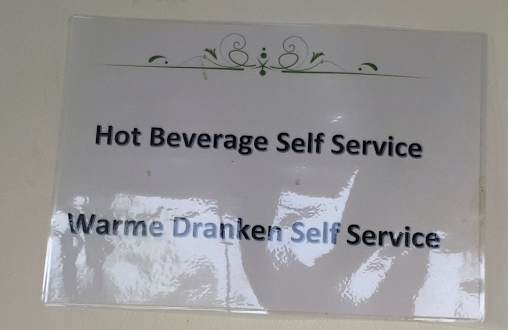 Hot Beverage Self Service
Warme Dranken Self Service